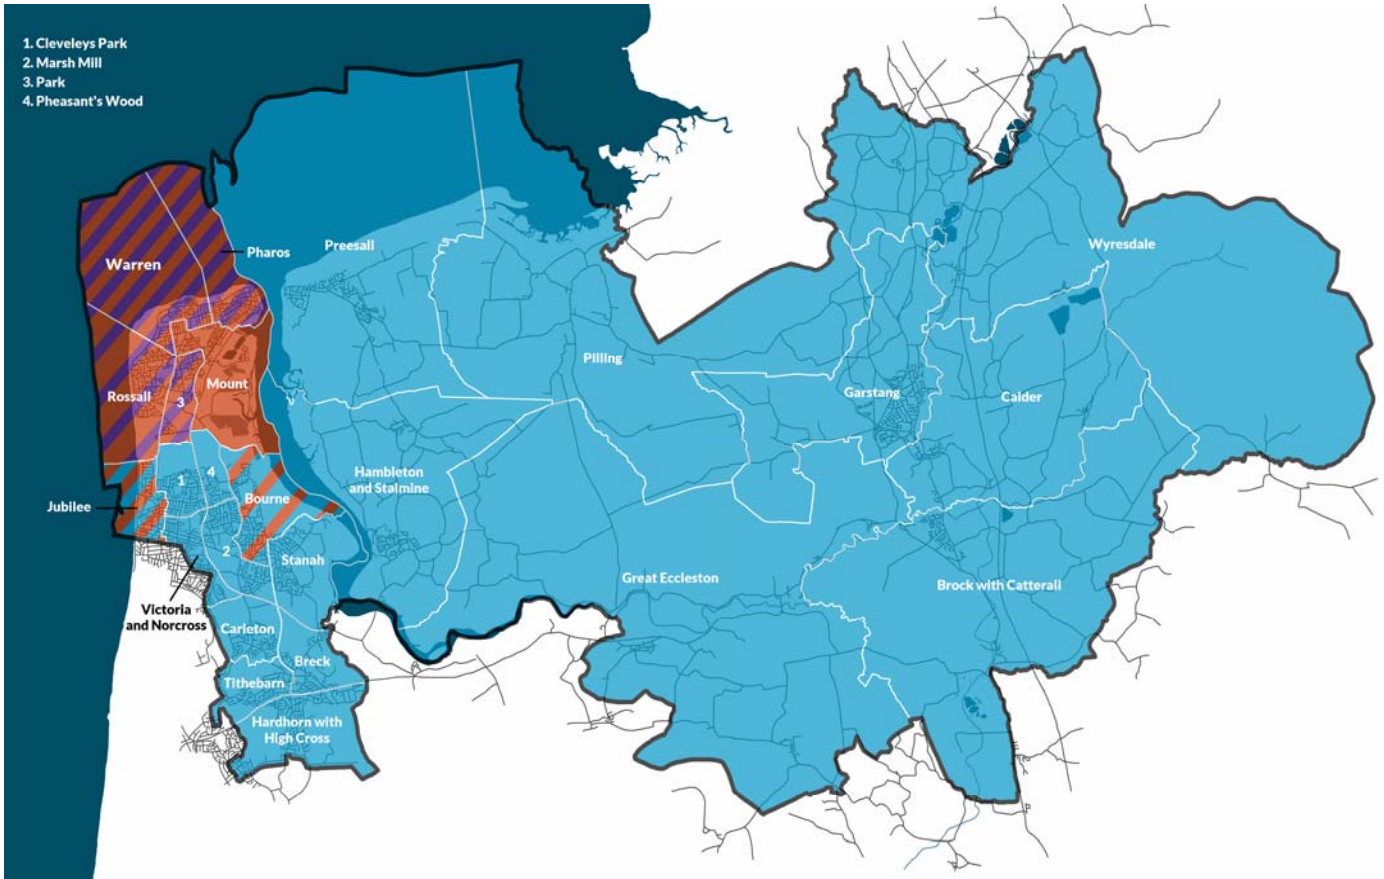 1. Cleveleys Park
2. Marsh Mill
3. Park
4. Pheasant's Wood
Pharos
Preesall
Wyresdale
Warren
Pilling
Mount
Rossall
3
Garstang
Calder
4
1
Hambleton
and Stalmine
Bourne
Jubilee
2
Stanah
Great Eccleston
Brock with Catterall
Victoria
and Norcross
Carleton
Breck
Tithebarn
Hardhorn with
High Cross